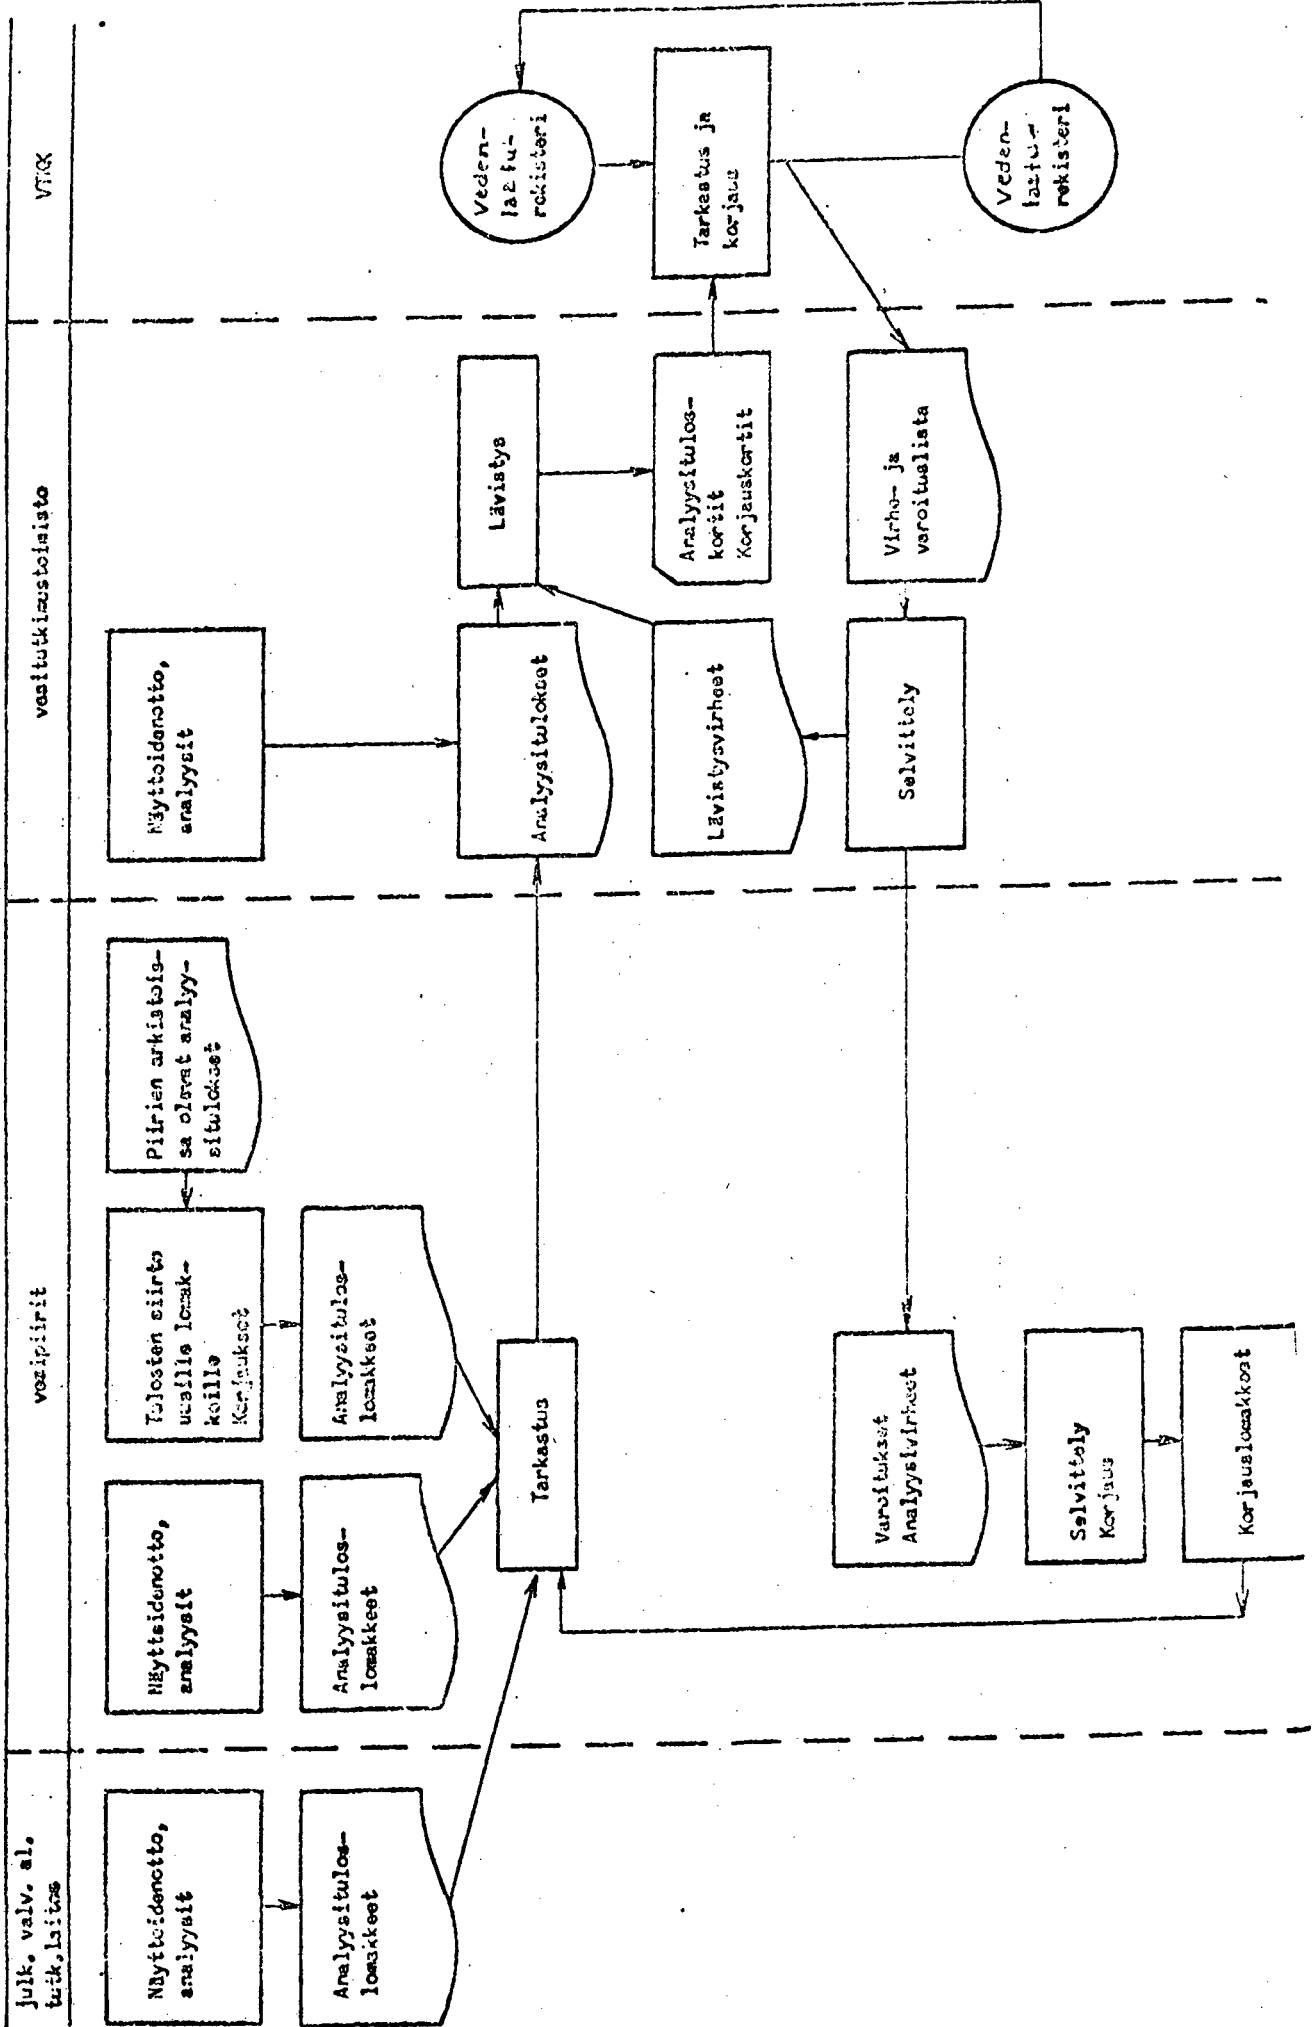 julk. valv. al.
tutk.laitos
vesipiirit
vesitutkimustoimisto
VTKK
Näytteidenotto,
analyysit
Analyysitulos-
lomakkeet
Näytteidenotto,
analyysit
Analyysitulos-
lomakkeet
Tulosten siirto
uusille lomak-
keille
Korjaukset
Analyysitulos-
lomakkeet
Piirien arkistois-
sa olevat analyy-
situlokset
Tarkastus
Varoitukset
Analyysivirheet
Selvittely
Korjaus
Korjauslomakkeet
Näytteidenotto,
analyysit
Analyysitulokset
Lävistys
Lävistysvirheet
Analyysitulos-
kortit
Korjauskortit
Selvittely
Virhe- ja
varoituslista
Veden-
laatu-
rekisteri
Tarkastus ja
korjaus
Veden-
laatu-
rekisteri